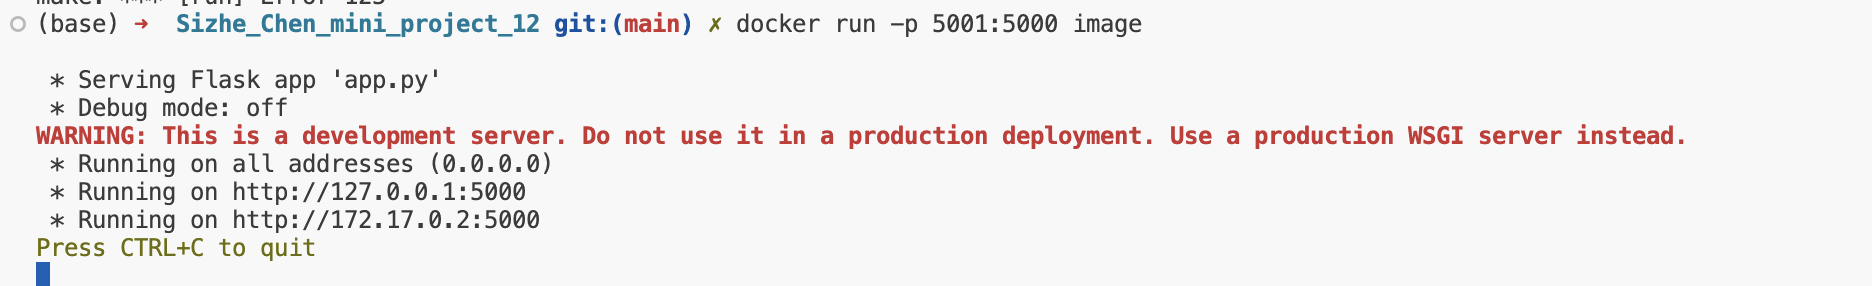 make: *** [run] Error 125
(base) ➜ Sizhe_Chen_mini_project_12 git:(main) ✗ docker run -p 5001:5000 image
* Serving Flask app 'app.py'
* Debug mode: off
WARNING: This is a development server. Do not use it in a production deployment. Use a production WSGI server instead.
* Running on all addresses (0.0.0.0)
* Running on http://127.0.0.1:5000
* Running on http://172.17.0.2:5000
Press CTRL+C to quit